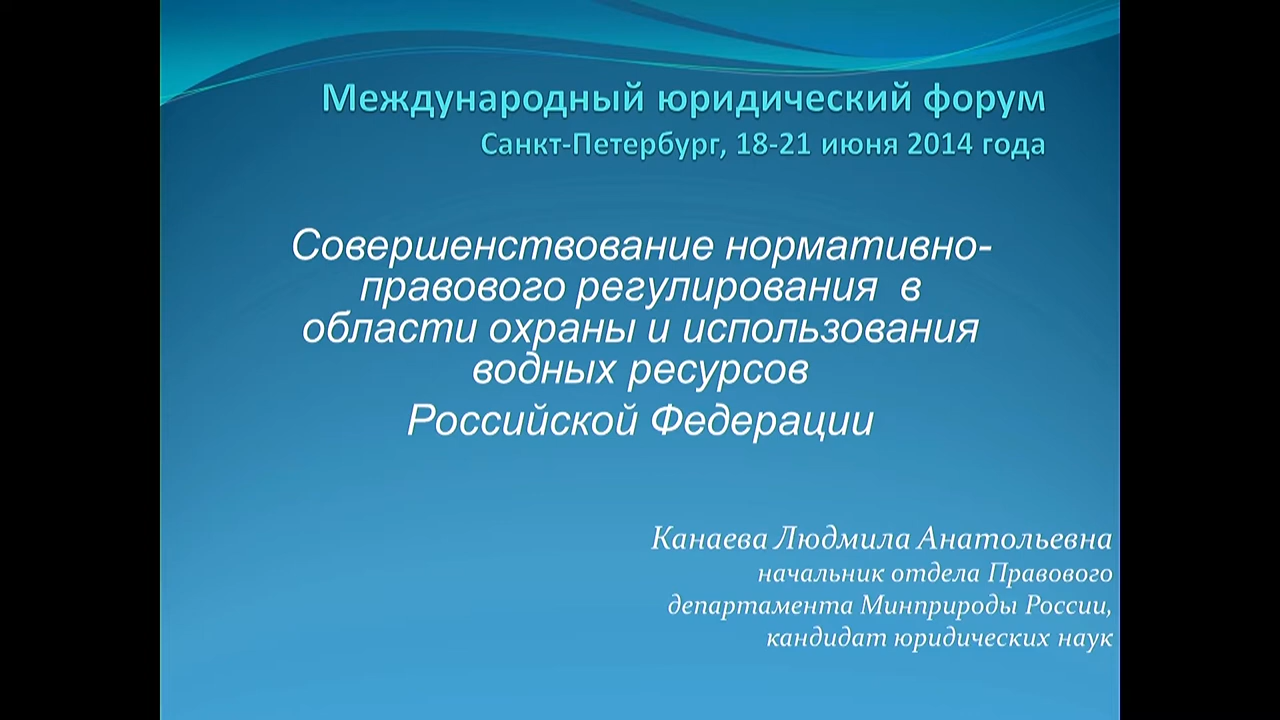 Международный юридический форум
Санкт-Петербург, 18-21 июня 2014 года
Совершенствование нормативно-
правового регулирования в
области охраны и использования
водных ресурсов
Российской Федерации
Канаева Людмила Анатольевна
начальник отдела Правового
департамента Минприроды России,
кандидат юридических наук